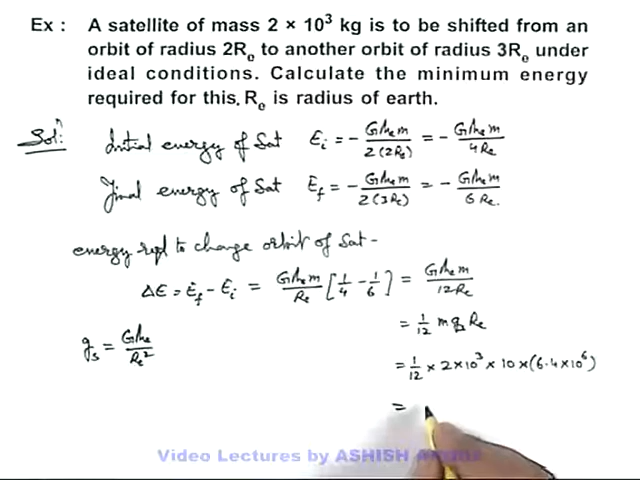 Ex : A satellite of mass 2 × 10³ kg is to be shifted from an
orbit of radius 2Rₑ to another orbit of radius 3Rₑ under
ideal conditions. Calculate the minimum energy
required for this. Rₑ is radius of earth.
Sol: Initial energy of Sat Eᵢ = - GMₑm / 2(2Rₑ) = - GMₑm / 4Rₑ
Final energy of Sat E_f = - GMₑm / 2(3Rₑ) = - GMₑm / 6Rₑ.
energy reqd to change orbit of Sat -
ΔE = E_f - Eᵢ = GMₑm / Rₑ [1/4 - 1/6] = GMₑm / 12Rₑ
gₛ = GMₑ / Rₑ²
= 1/12 m gₛ Rₑ
= 1/12 × 2×10³ × 10 × (6.4×10⁶)
=
Video Lectures by ASHISH